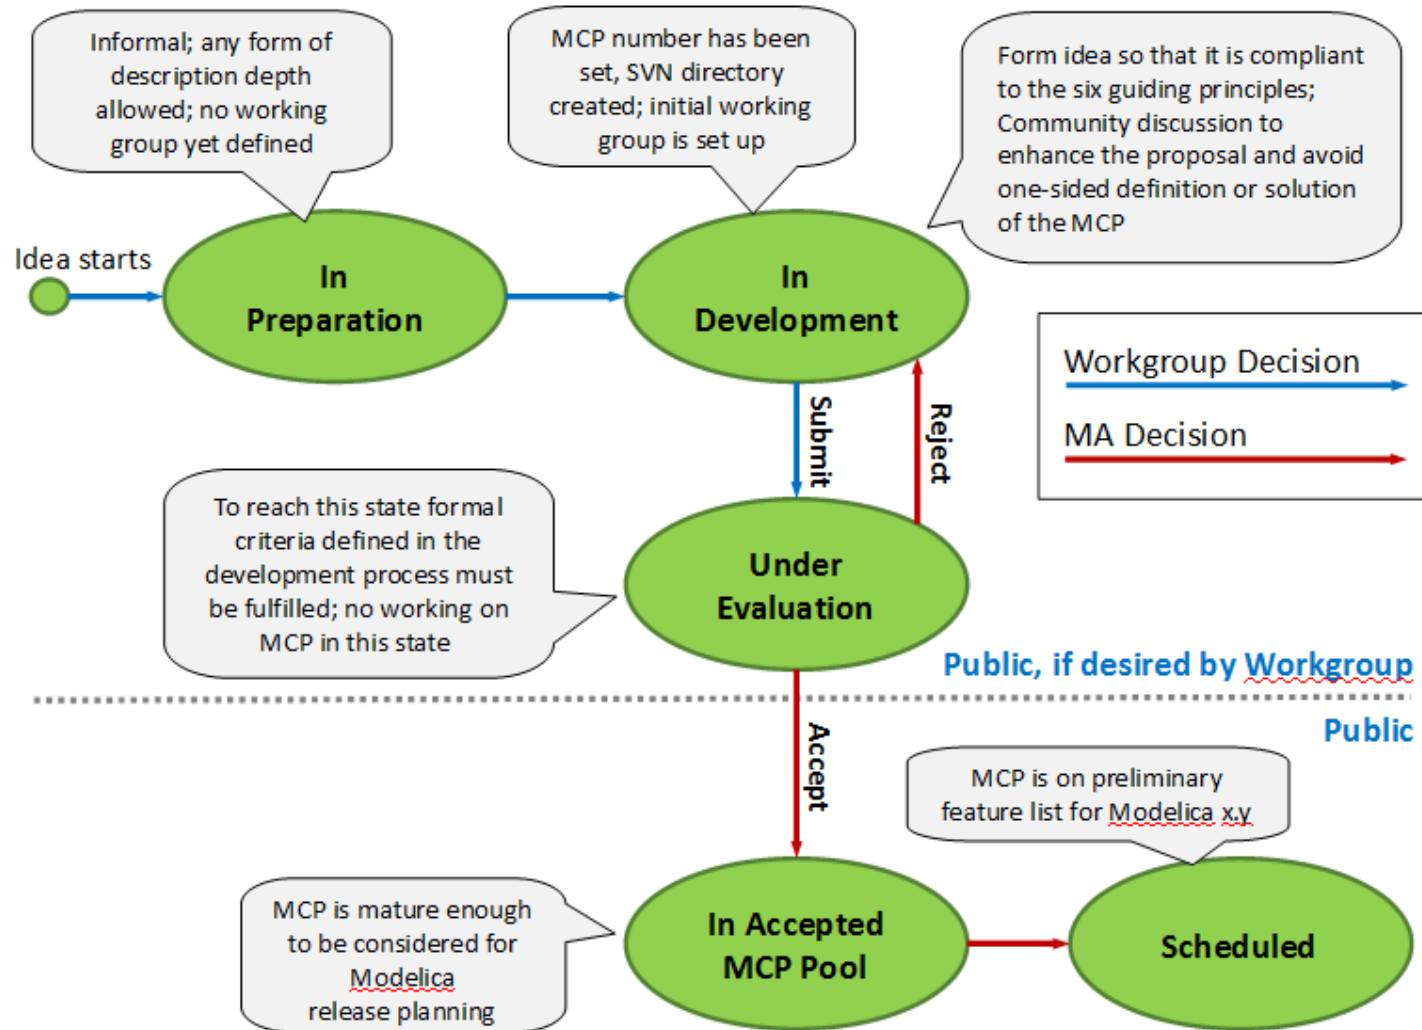 Informal; any form of
description depth
allowed; no working
group yet defined
MCP number has been
set, SVN directory
created; initial working
group is set up
Form idea so that it is compliant
to the six guiding principles;
Community discussion to
enhance the proposal and avoid
one-sided definition or solution
of the MCP
Idea starts
In
Preparation
In
Development
Workgroup Decision
MA Decision
Submit
Reject
To reach this state formal
criteria defined in the
development process must
be fulfilled; no working on
MCP in this state
Under
Evaluation
Public, if desired by Workgroup
Public
Accept
MCP is on preliminary
feature list for Modelica x.y
MCP is mature enough
to be considered for
Modelica
release planning
In Accepted
MCP Pool
Scheduled